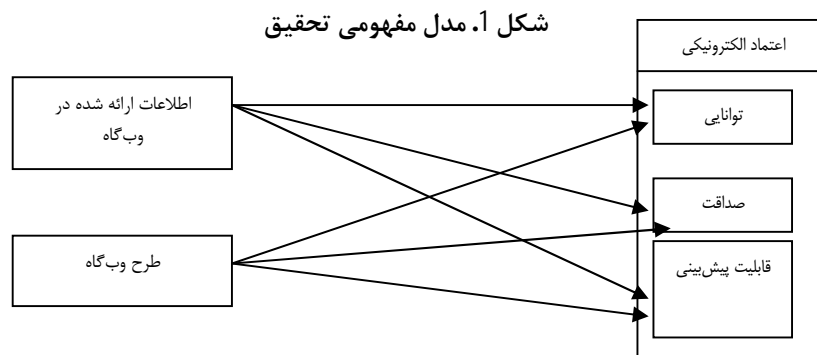 شکل 1. مدل مفهومی تحقیق
اعتماد الکترونیکی
اطلاعات ارائه شده در
وب‌گاه
توانایی
صداقت
طرح وب‌گاه
قابلیت پیش‌بینی